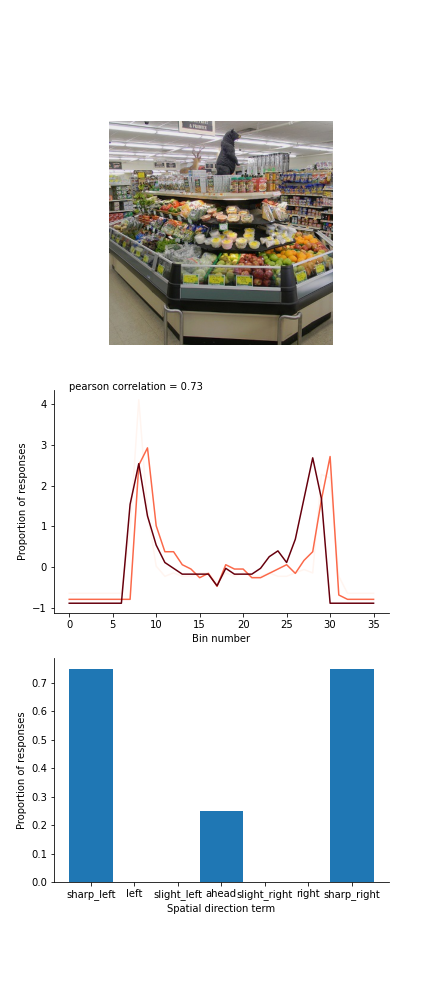 pearson correlation = 0.73
4
3
2
1
0
−1
Proportion of responses
0 5 10 15 20 25 30 35
Bin number
0.7
0.6
0.5
0.4
0.3
0.2
0.1
0.0
Proportion of responses
sharp_left left slight_left ahead slight_right right sharp_right
Spatial direction term